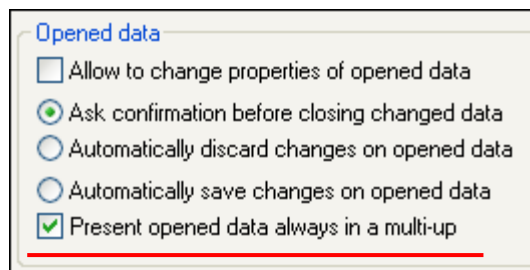 Opened data
Allow to change properties of opened data
Ask confirmation before closing changed data
Automatically discard changes on opened data
Automatically save changes on opened data
Present opened data always in a multi-up